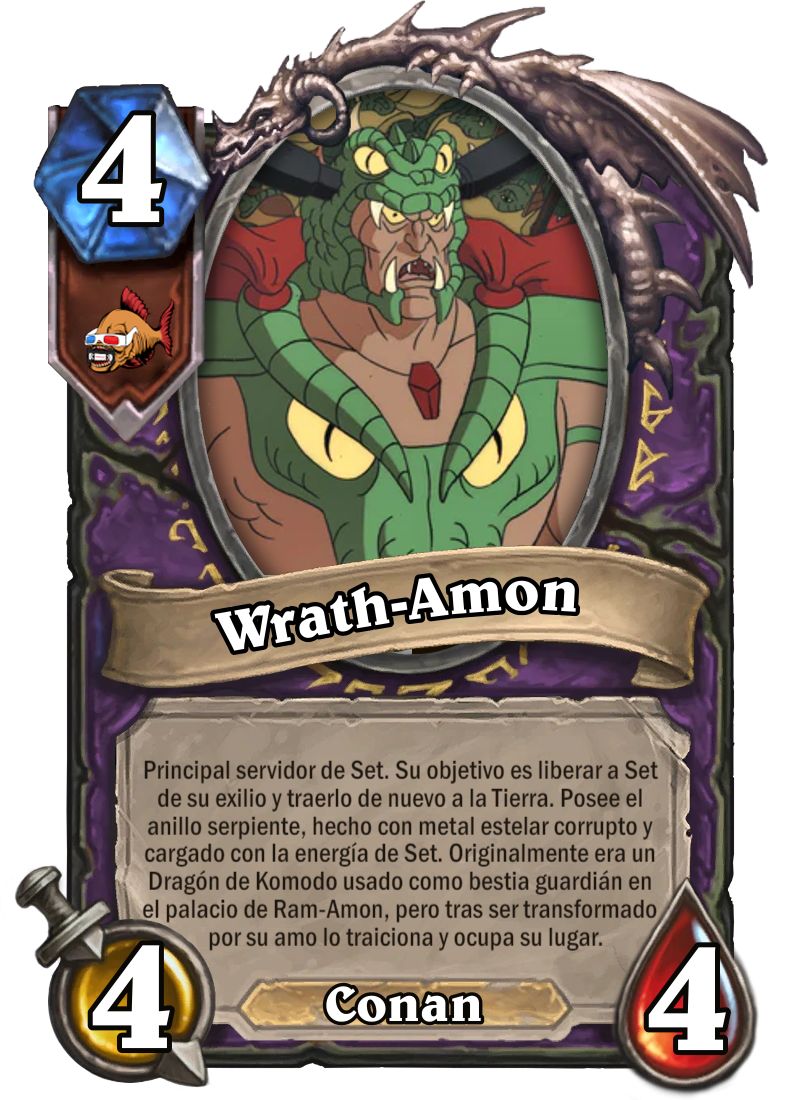 4
Wrath-Amon
Principal servidor de Set. Su objetivo es liberar a Set
de su exilio y traerlo de nuevo a la Tierra. Posee el
anillo serpiente, hecho con metal estelar corrupto y
cargado con la energía de Set. Originalmente era un
Dragón de Komodo usado como bestia guardián en
el palacio de Ram-Amon, pero tras ser transformado
por su amo lo traiciona y ocupa su lugar.
4
Conan
4